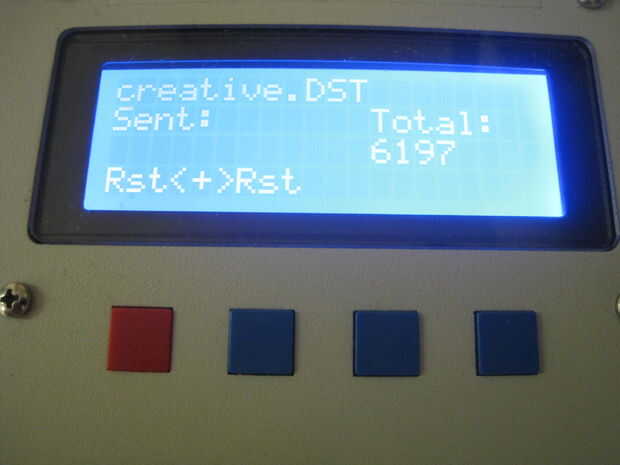 creative.DST
Sent: Total:
6197
Rst<+>Rst